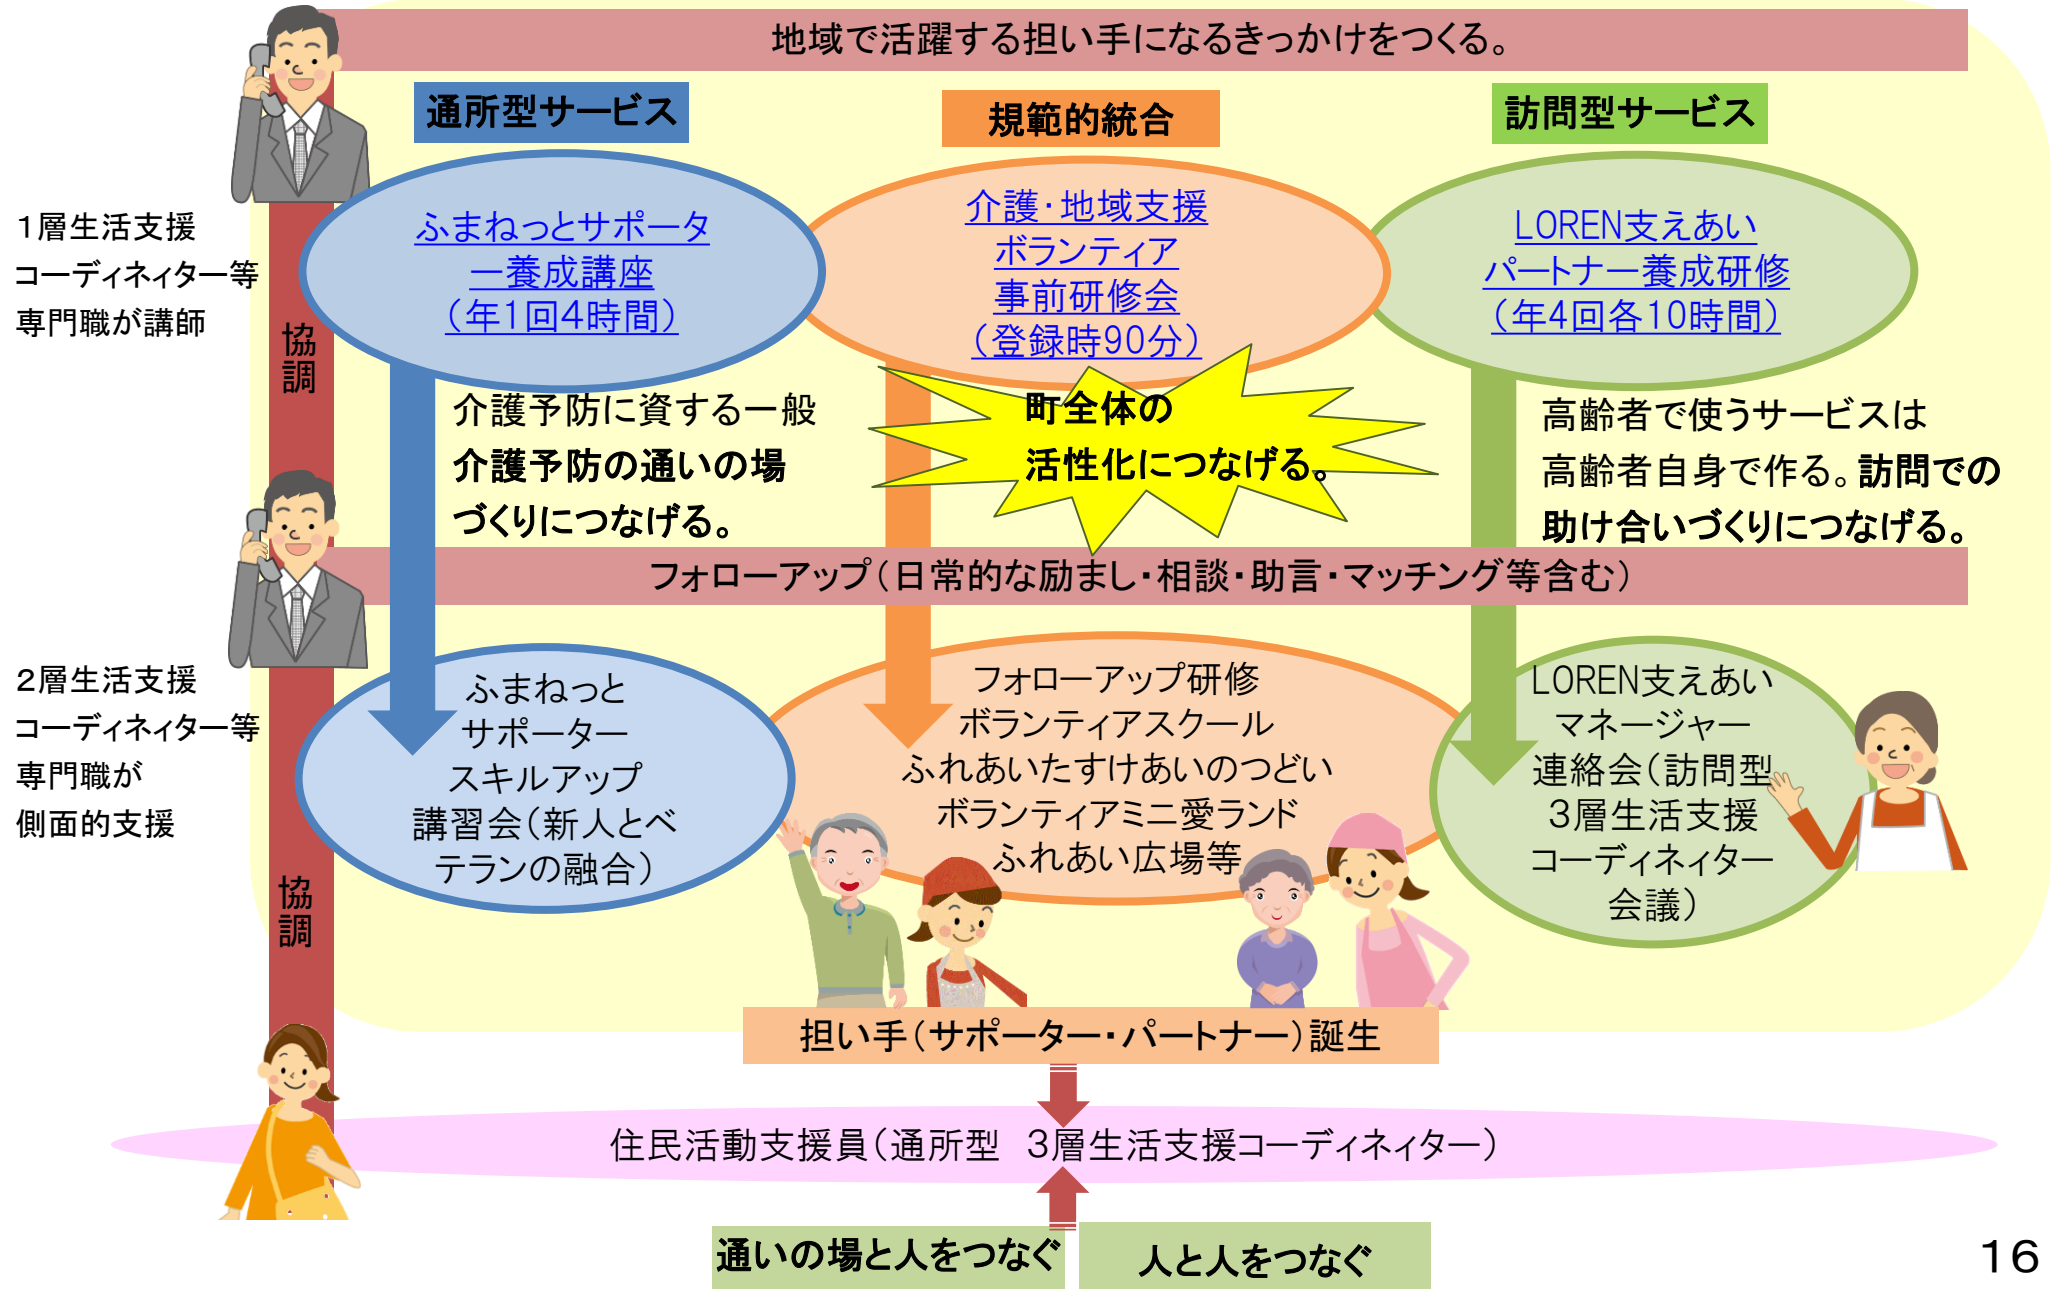 地域で活躍する担い手になるきっかけをつくる。
通所型サービス
規範的統合
訪問型サービス
1層生活支援
コーディネィター等
専門職が講師
協調
ふまねっとサポータ
ー養成講座
(年1回4時間)
介護・地域支援
ボランティア
事前研修会
(登録時90分)
LOREN支えあい
パートナー養成研修
(年4回各10時間)
介護予防に資する一般
介護予防の通いの場
づくりにつなげる。
町全体の
活性化につなげる。
高齢者で使うサービスは
高齢者自身で作る。訪問での
助け合いづくりにつなげる。
フォローアップ(日常的な励まし・相談・助言・マッチング等含む)
2層生活支援
コーディネィター等
専門職が
側面的支援
協調
ふまねっと
サポーター
スキルアップ
講習会(新人とベ
テランの融合)
フォローアップ研修
ボランティアスクール
ふれあいたすけあいのつどい
ボランティアミニ愛ランド
ふれあい広場等
LOREN支えあい
マネージャー
連絡会(訪問型
3層生活支援
コーディネィター
会議)
担い手(サポーター・パートナー)誕生
住民活動支援員(通所型 3層生活支援コーディネィター)
通いの場と人をつなぐ
人と人をつなぐ
16